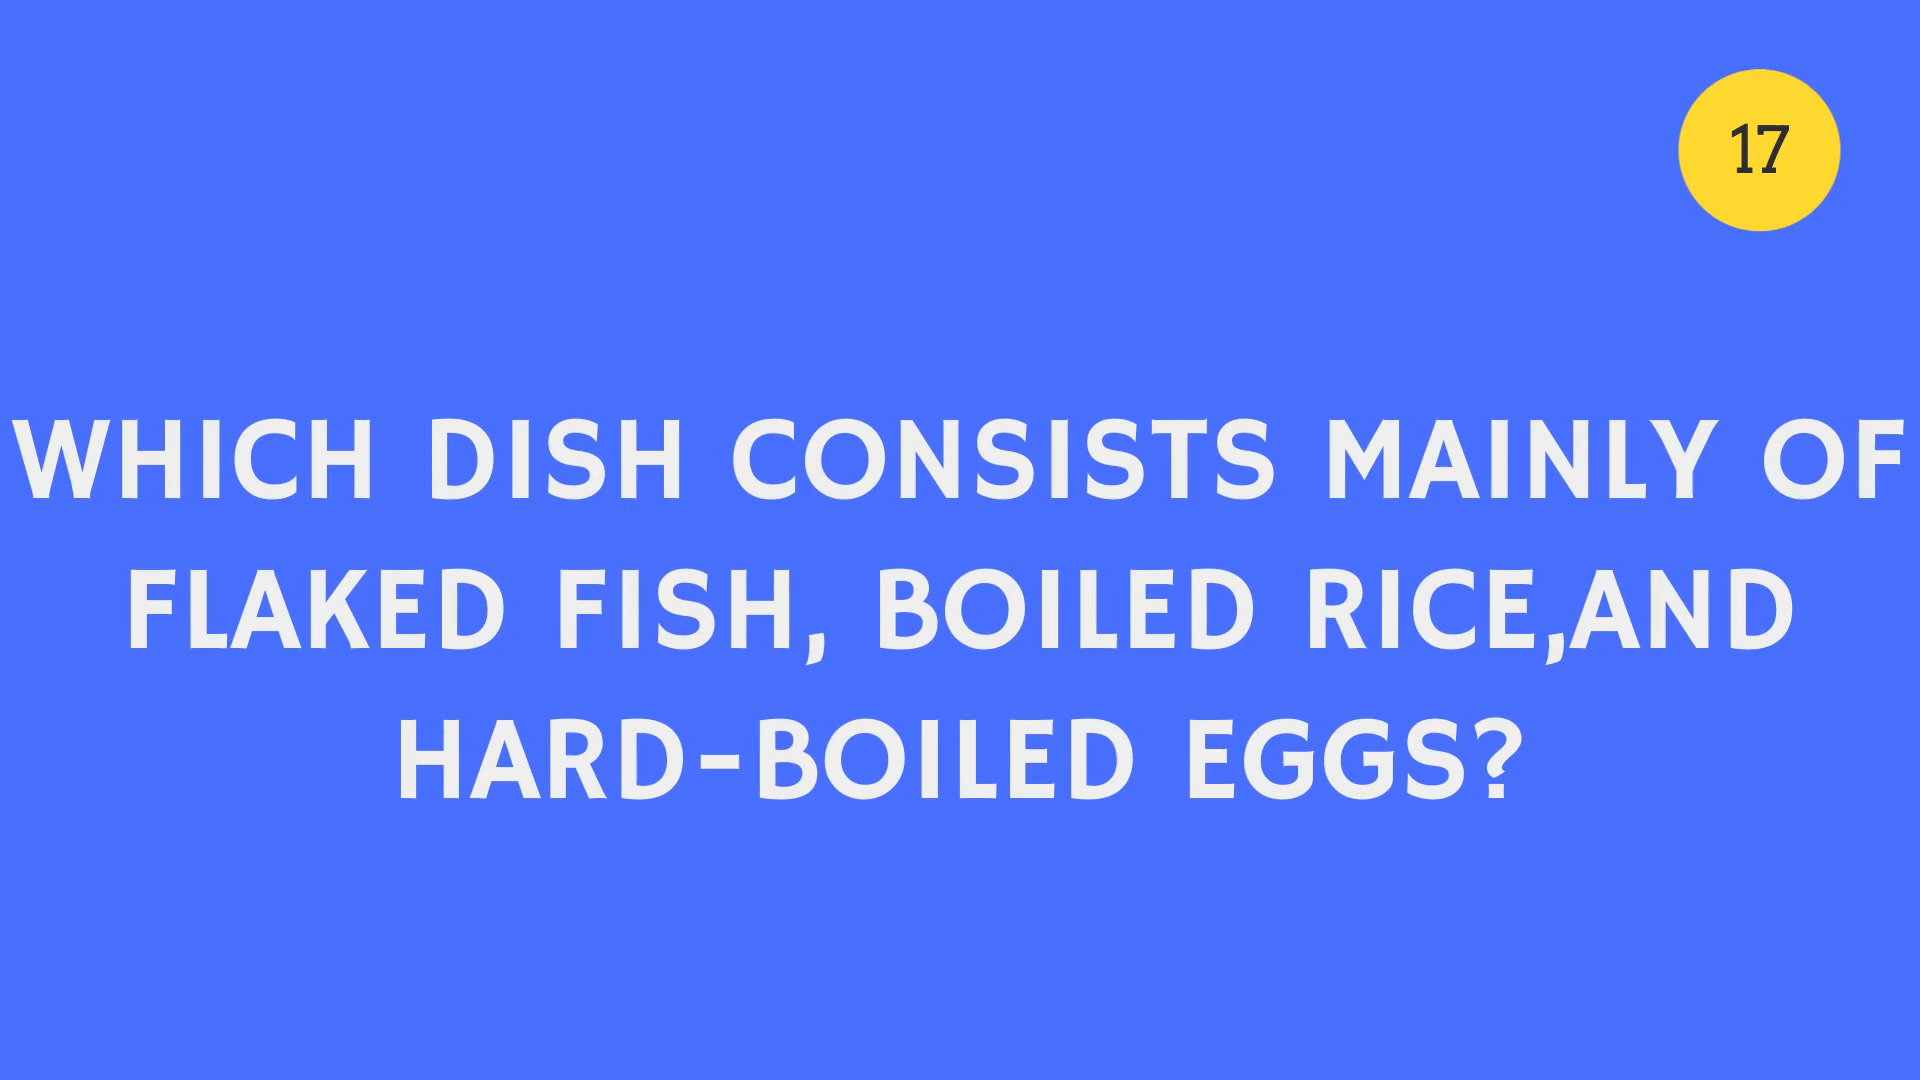 17
WHICH DISH CONSISTS MAINLY OF
FLAKED FISH, BOILED RICE,AND
HARD-BOILED EGGS?